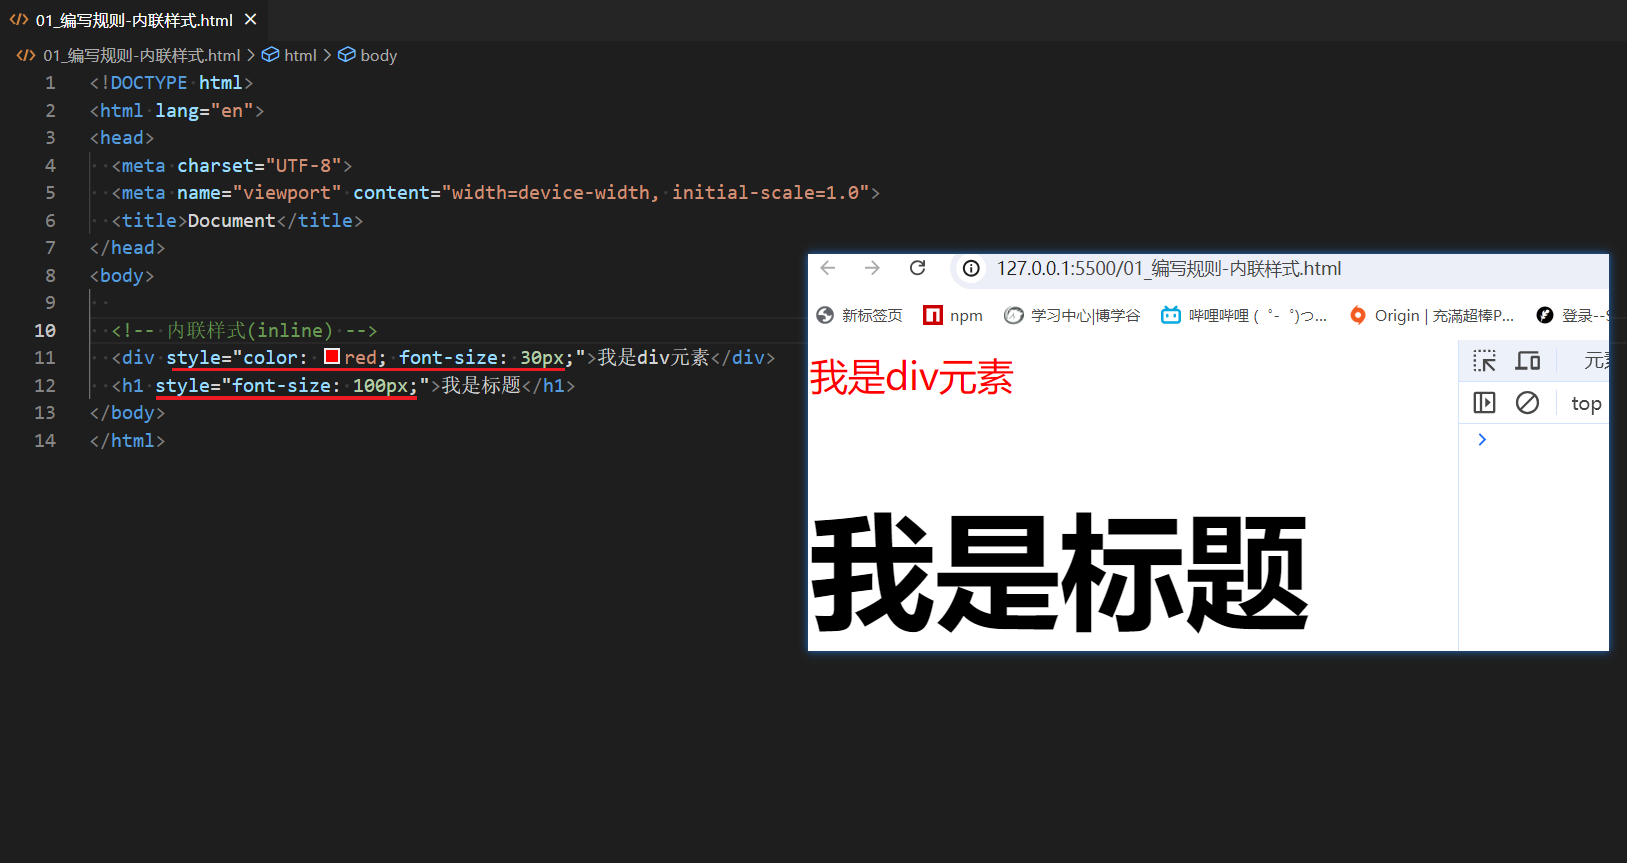 01_编写规则-内联样式.html
01_编写规则-内联样式.html > html > body
1 <!DOCTYPE html>
2 <html lang="en">
3 <head>
4 <meta charset="UTF-8">
5 <meta name="viewport" content="width=device-width, initial-scale=1.0">
6 <title>Document</title>
7 </head>
8 <body>
9
10 <!-- 内联样式(inline) -->
11 <div style="color: red; font-size: 30px;">我是div元素</div>
12 <h1 style="font-size: 100px;">我是标题</h1>
13 </body>
14 </html>
127.0.0.1:5500/01_编写规则-内联样式.html
新标签页 npm 学习中心|博学谷 哔哩哔哩 ( ゜- ゜)つ... Origin | 充满超棒P... 登录--S
元素
top
我是div元素
我是标题